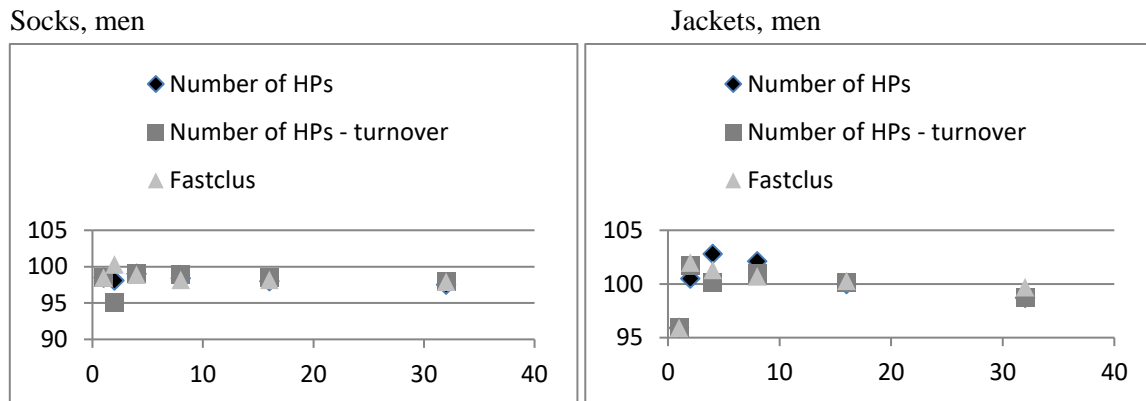 Socks, men
Number of HPs
Number of HPs - turnover
Fastclus
105
100
95
90
0 10 20 30 40
Jackets, men
Number of HPs
Number of HPs - turnover
Fastclus
105
100
95
0 10 20 30 40